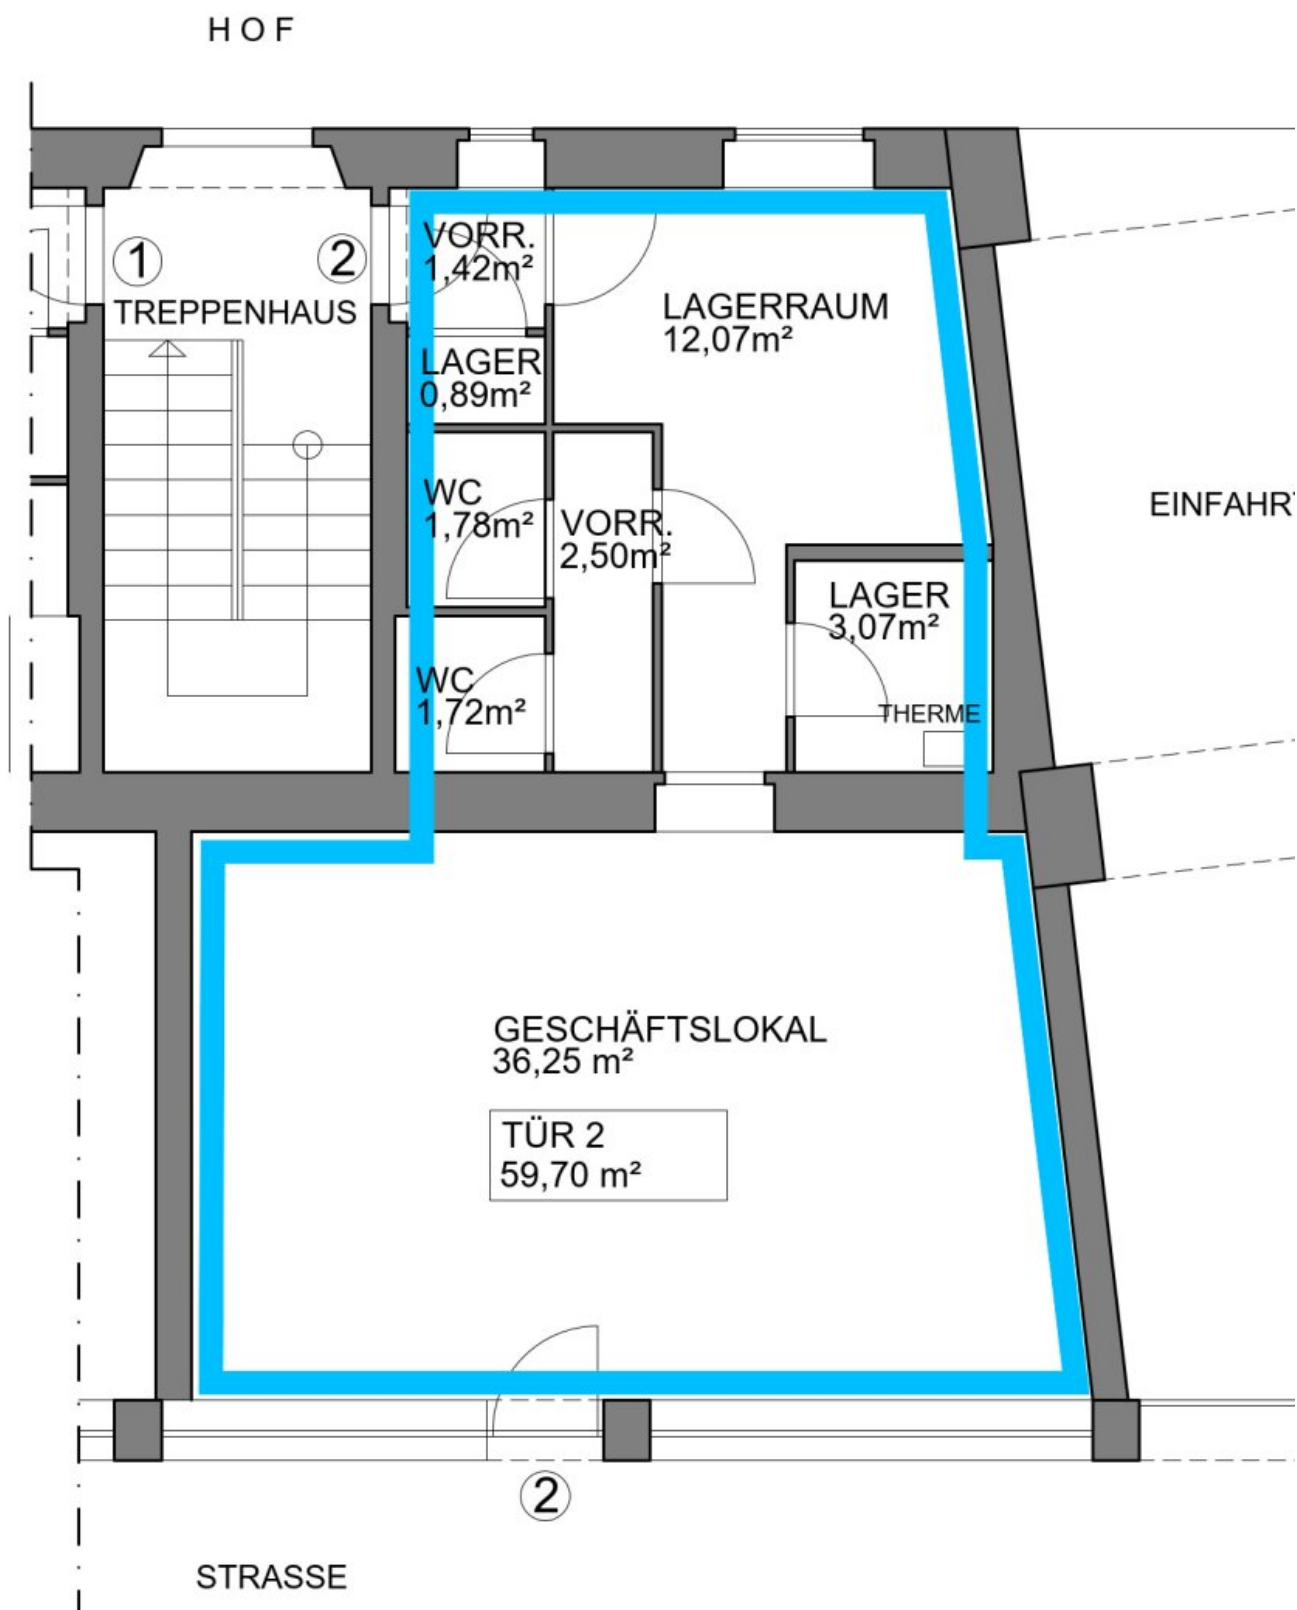 HOF
VORR.
1,42m²
1
2
TREPPENHAUS
LAGERRAUM
12,07m²
LAGER
0,89m²
WC
1,78m²
VORR.
2,50m²
EINFAHRT
LAGER
3,07m²
WC
1,72m²
THERME
GESCHÄFTSLOKAL
36,25 m²
TÜR 2
59,70 m²
2
STRASSE